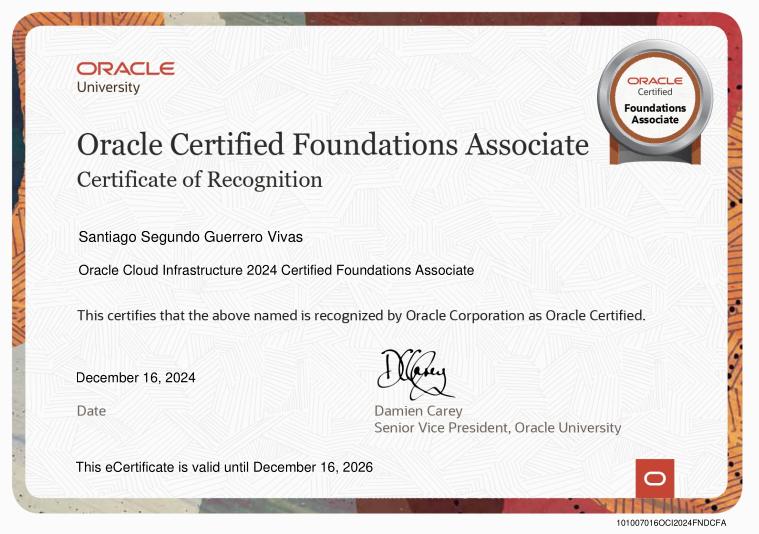 ORACLE
University
ORACLE
Certified
Foundations
Associate
Oracle Certified Foundations Associate
Certificate of Recognition
Santiago Segundo Guerrero Vivas
Oracle Cloud Infrastructure 2024 Certified Foundations Associate
This certifies that the above named is recognized by Oracle Corporation as Oracle Certified.
December 16, 2024
Date
DCarey
Damien Carey
Senior Vice President, Oracle University
This eCertificate is valid until December 16, 2026
101007016OCI2024FNDCFA